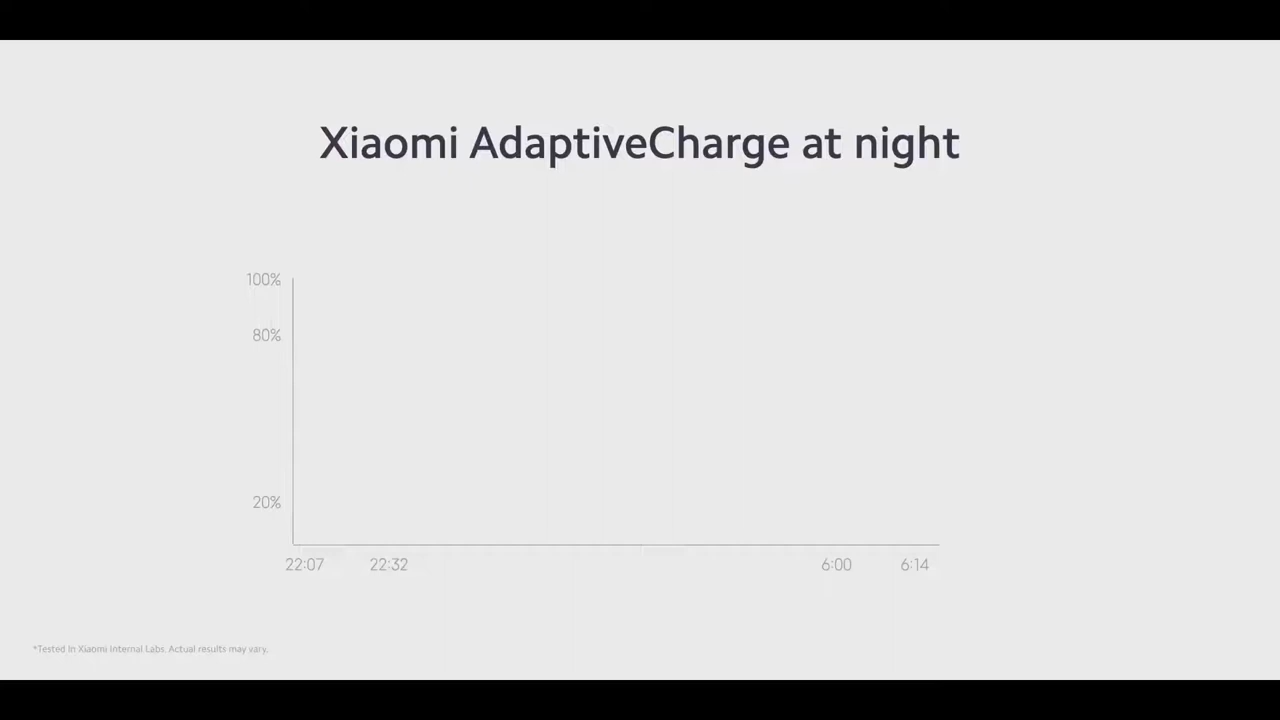 Xiaomi AdaptiveCharge at night
100%
80%
20%
22:07 22:32 6:00 6:14
*Tested in Xiaomi Internal Labs. Actual results may vary.